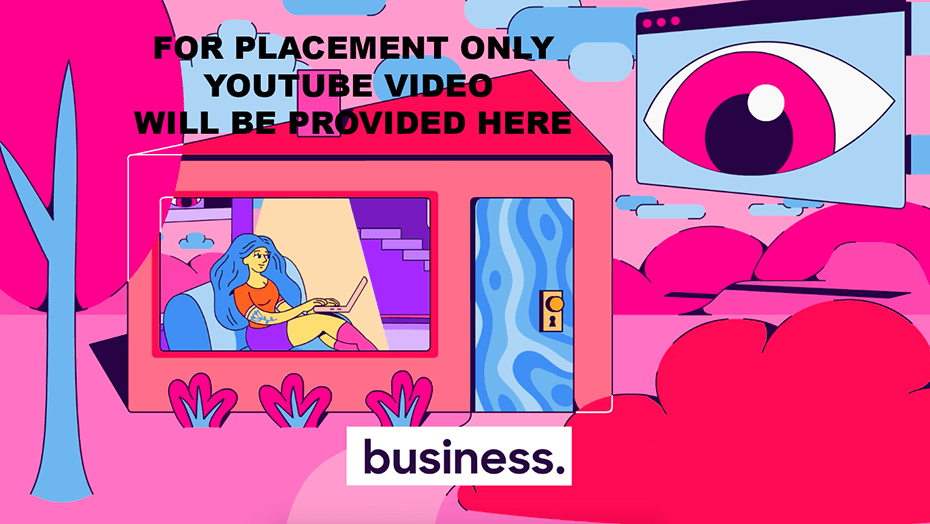 FOR PLACEMENT ONLY
YOUTUBE VIDEO
WILL BE PROVIDED HERE
business.